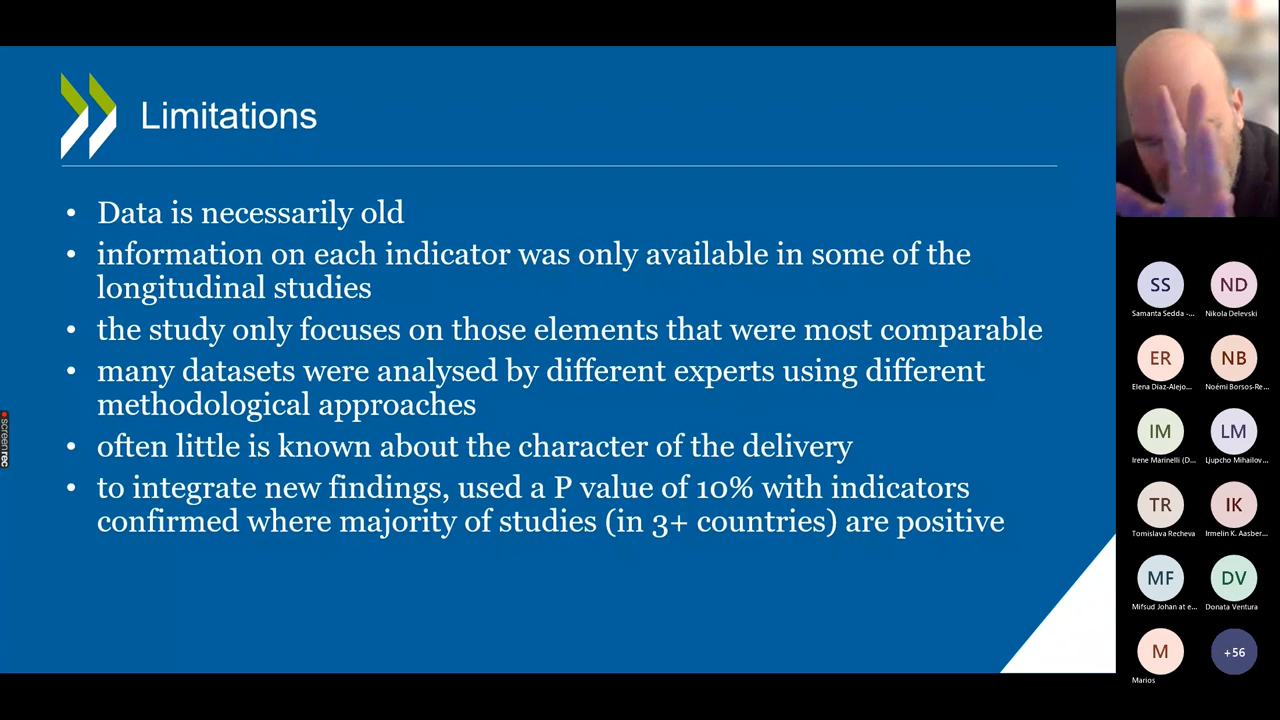 Limitations
• Data is necessarily old
• information on each indicator was only available in some of the
longitudinal studies
• the study only focuses on those elements that were most comparable
• many datasets were analysed by different experts using different
methodological approaches
• often little is known about the character of the delivery
• to integrate new findings, used a P value of 10% with indicators
confirmed where majority of studies (in 3+ countries) are positive
screenrec
SS
ND
Samanta Sedda -...
Nikola Delevski
ER
NB
Elena Diaz-Alejo...
Noémi Borsos-Re...
IM
LM
Irene Marinelli (D...
Ljupcho Mihailov...
TR
IK
Tomislava Recheva
Irmelin K. Aasber...
MF
DV
Mifsud Johan at e...
Donata Ventura
M
+56
Marios